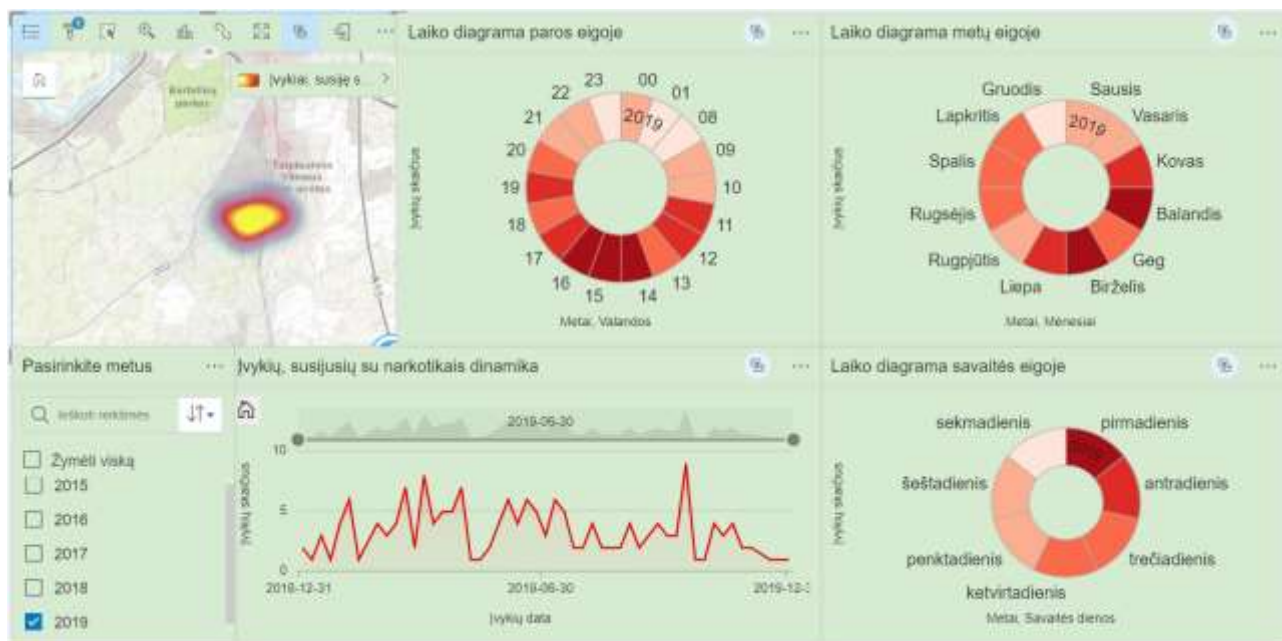 Laiko diagrama paros eigoje
Laiko diagrama metų eigoje
Įvykiai, susiję s...
Įvykių skaičius
23
00
01
08
09
10
11
12
13
14
15
16
17
18
19
20
21
22
2019
Metai, Valandos
Įvykių skaičius
Gruodis
Sausis
Vasaris
Kovas
Balandis
Geg
Birželis
Liepa
Rugpjūtis
Rugsėjis
Spalis
Lapkritis
2019
Metai, Mėnesiai
Pasirinkite metus
Ieškoti reikšmės
Žymėti viską
2015
2016
2017
2018
2019
Įvykių, susijusių su narkotikais dinamika
2019-06-30
Įvykių skaičius
10
5
0
2018-12-31
2019-06-30
2019-12-3
Įvykių data
Laiko diagrama savaitės eigoje
Įvykių skaičius
sekmadienis
pirmadienis
antradienis
trečiadienis
ketvirtadienis
penktadienis
šeštadienis
Metai, Savaitės dienos